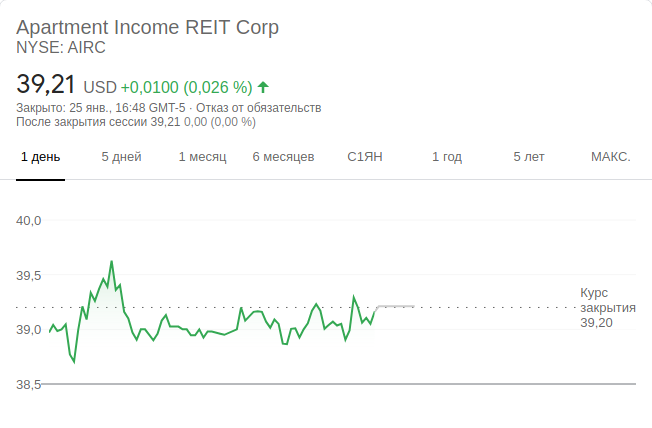 Apartment Income REIT Corp
NYSE: AIRC
39,21 USD +0,0100 (0,026 %)
Закрыто: 25 янв., 16:48 GMT-5 · Отказ от обязательств
После закрытия сессии 39,21 0,00 (0,00 %)
1 день 5 дней 1 месяц 6 месяцев С1ЯН 1 год 5 лет МАКС.
40,0
39,5
39,0
38,5
Курс
закрытия
39,20